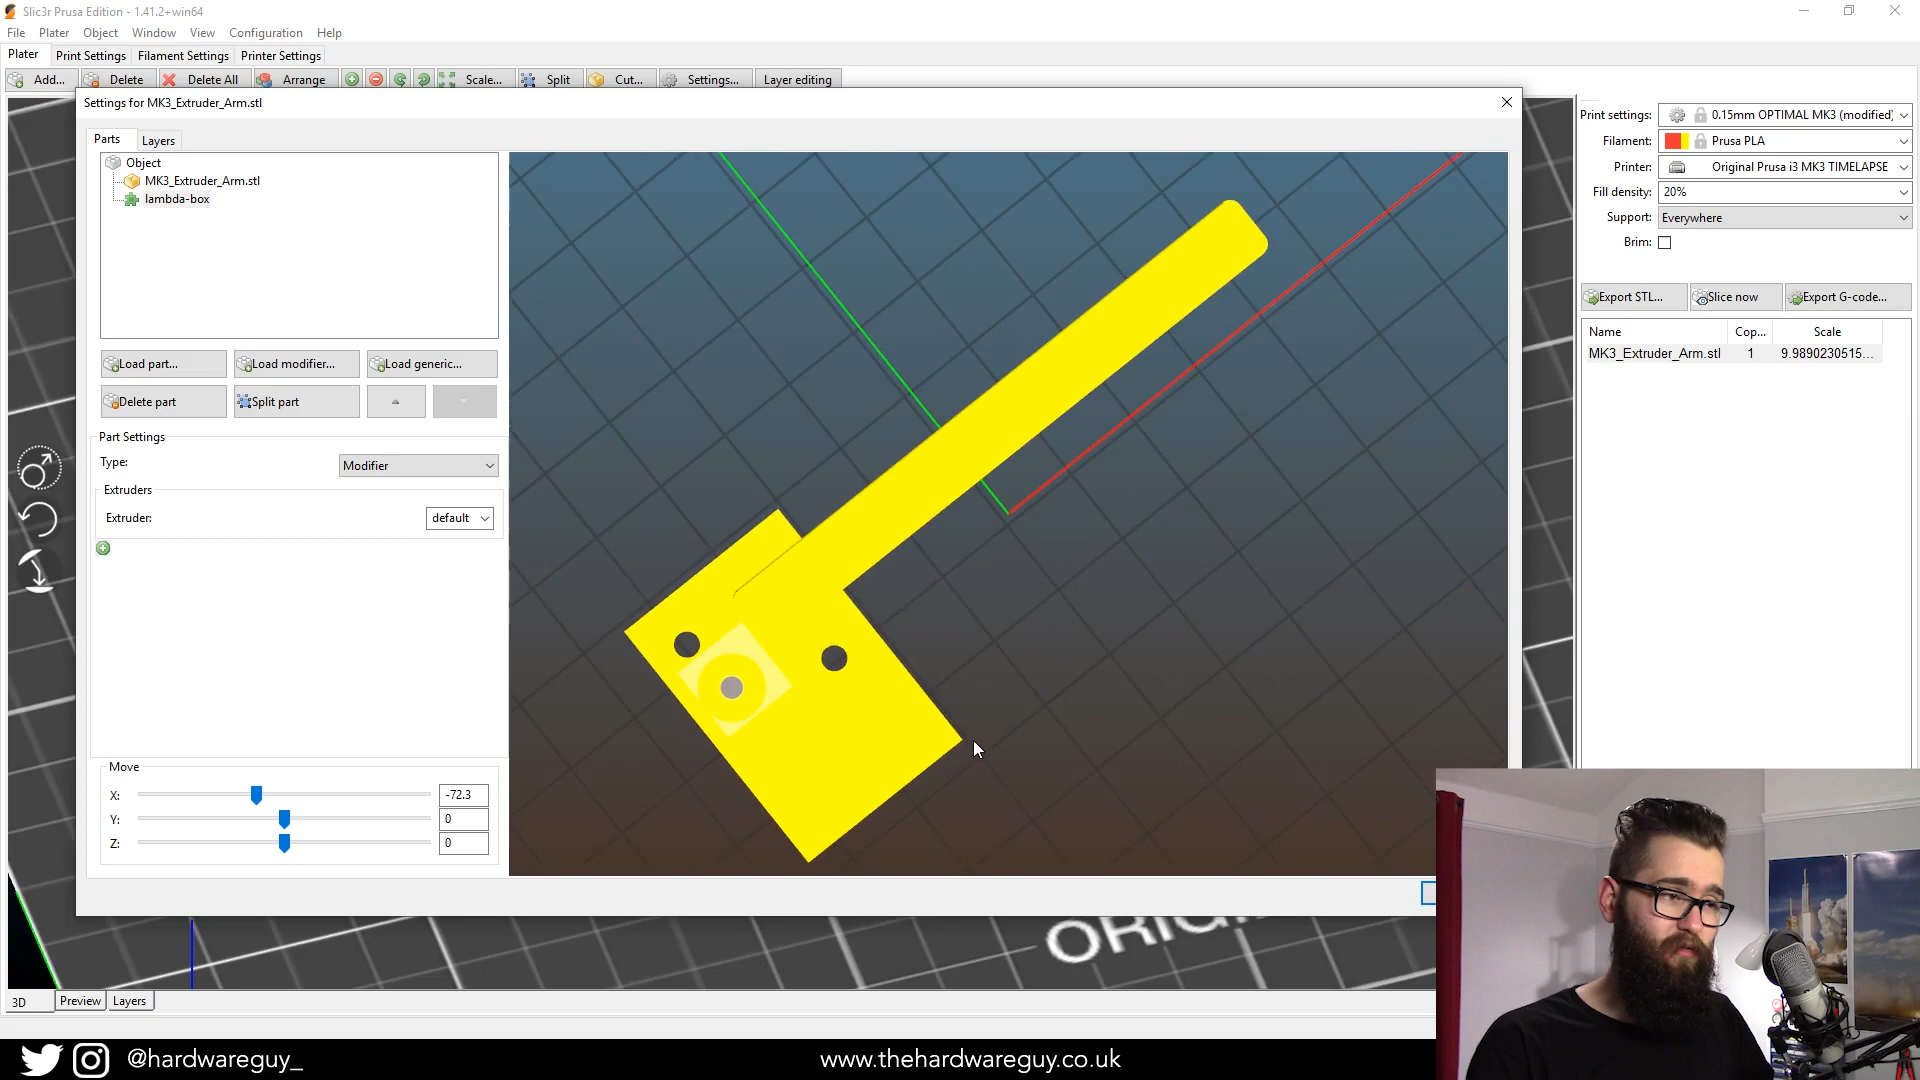 Slic3r Prusa Edition - 1.41.2+win64
File Plater Object Window View Configuration Help
Plater Print Settings Filament Settings Printer Settings
Add... Delete Delete All Arrange Scale... Split Cut... Settings... Layer editing
Settings for MK3_Extruder_Arm.stl
Parts Layers
Object
MK3_Extruder_Arm.stl
lambda-box
Load part... Load modifier... Load generic...
Delete part Split part
Part Settings
Type: Modifier
Extruders
Extruder: default
Move
X: -72.3
Y: 0
Z: 0
Print settings: 0.15mm OPTIMAL MK3 (modified)
Filament: Prusa PLA
Printer: Original Prusa i3 MK3 TIMELAPSE
Fill density: 20%
Support: Everywhere
Brim:
Export STL... Slice now Export G-code...
Name Cop... Scale
MK3_Extruder_Arm.stl 1 9.9890230515...
3D Preview Layers
@hardwareguy_ www.thehardwareguy.co.uk